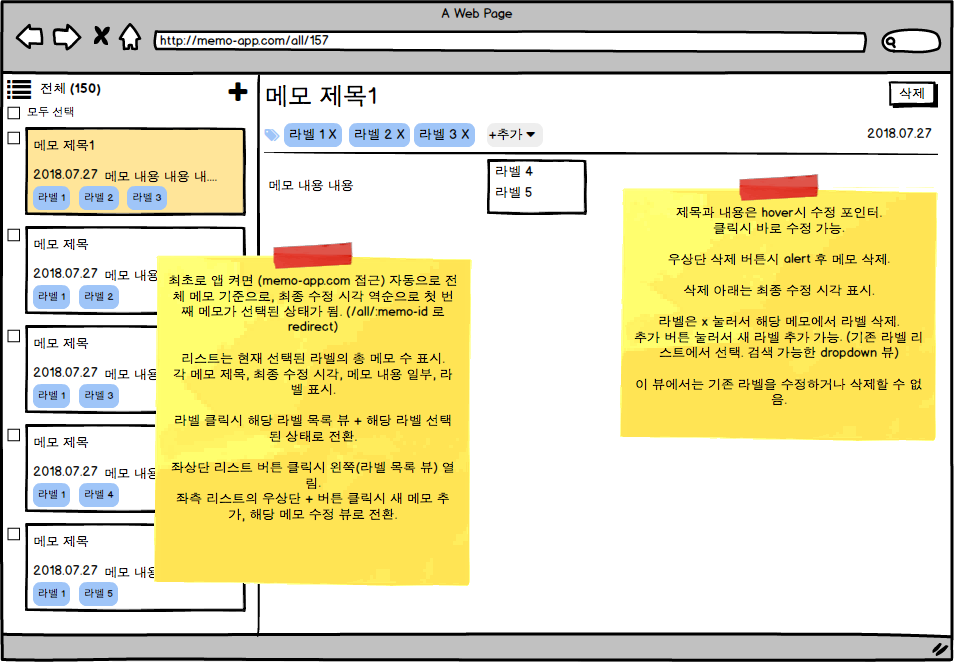 A Web Page
http://memo-app.com/all/157
전체 (150)
모두 선택
메모 제목1
2018.07.27 메모 내용 내용 내....
라벨 1 라벨 2 라벨 3
메모 제목
2018.07.27 메모 내용
라벨 1 라벨 2
메모 제목
2018.07.27 메모 내용
라벨 1 라벨 3
메모 제목
2018.07.27 메모 내용
라벨 1 라벨 4
메모 제목
2018.07.27 메모 내용
라벨 1 라벨 5
메모 제목1
삭제
라벨 1 X 라벨 2 X 라벨 3 X +추가
2018.07.27
메모 내용 내용
라벨 4
라벨 5
최초로 앱 켜면 (memo-app.com 접근) 자동으로 전
체 메모 기준으로, 최종 수정 시각 역순으로 첫 번
째 메모가 선택된 상태가 됨. (/all/:memo-id 로
redirect)
리스트는 현재 선택된 라벨의 총 메모 수 표시.
각 메모 제목, 최종 수정 시각, 메모 내용 일부, 라
벨 표시.
라벨 클릭시 해당 라벨 목록 뷰 + 해당 라벨 선택
된 상태로 전환.
좌상단 리스트 버튼 클릭시 왼쪽(라벨 목록 뷰) 열
림.
좌측 리스트의 우상단 + 버튼 클릭시 새 메모 추
가, 해당 메모 수정 뷰로 전환.
제목과 내용은 hover시 수정 포인터.
클릭시 바로 수정 가능.
우상단 삭제 버튼시 alert 후 메모 삭제.
삭제 아래는 최종 수정 시각 표시.
라벨은 x 눌러서 해당 메모에서 라벨 삭제.
추가 버튼 눌러서 새 라벨 추가 가능. (기존 라벨 리
스트에서 선택. 검색 가능한 dropdown 뷰)
이 뷰에서는 기존 라벨을 수정하거나 삭제할 수 없
음.